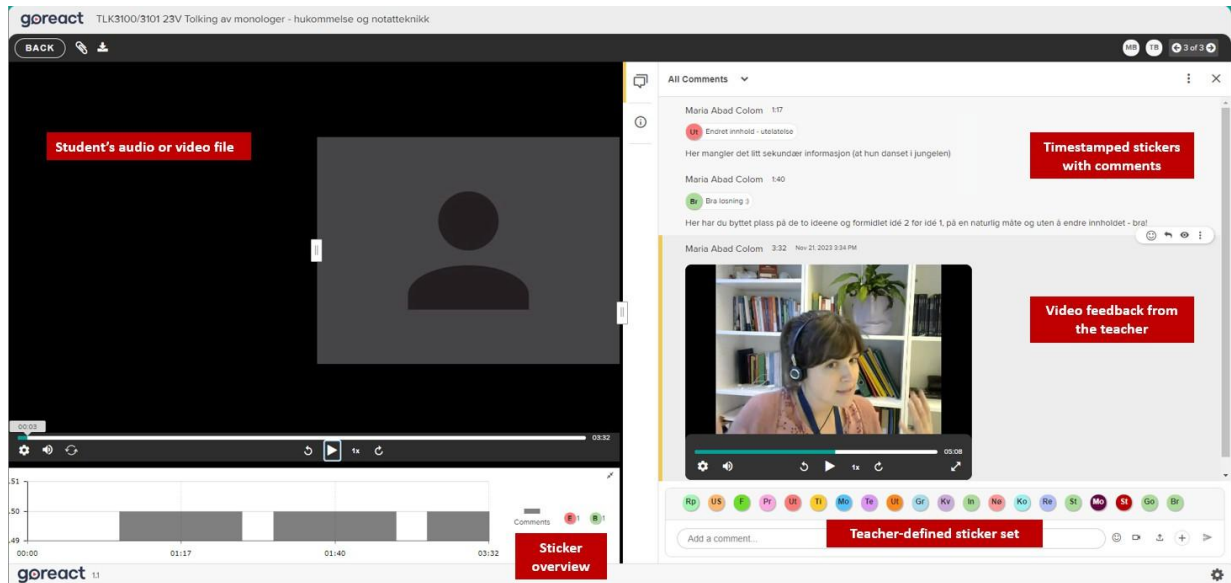 goreact TLK3100/3101 23V Tolking av monologer - hukommelse og notatteknikk
BACK
MB TB 3 of 3
Student's audio or video file
00:03
03:32
1x
.51
.50
.49
00:00 01:17 01:40 03:32
Comments E 1 B 1
Sticker
overview
All Comments
Maria Abad Colom 1:17
Ut Endret innhold - utelatelse
Her mangler det litt sekundær informasjon (at hun danset i jungelen)
Timestamped stickers
with comments
Maria Abad Colom 1:40
Br Bra løsning :)
Her har du byttet plass på de to ideene og formidlet idé 2 før idé 1, på en naturlig måte og uten å endre innholdet - bra!
Maria Abad Colom 3:32 Nov 21, 2023 3:34 PM
Video feedback from
the teacher
05:08
1x
Rp US F Pr Ut Ti Mo Te Ut Gr Kv In Nø Ko Re St Mo St Go Br
Add a comment...
Teacher-defined sticker set
goreact 1.1